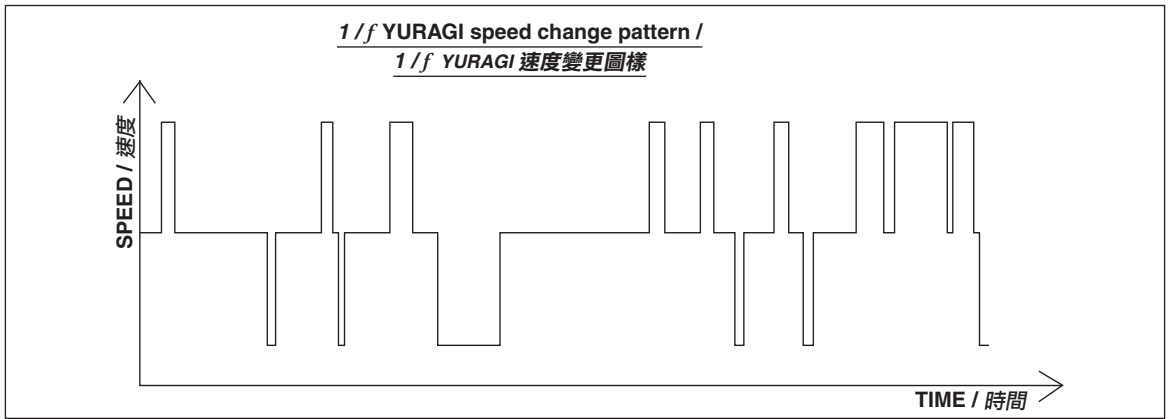 1/f YURAGI speed change pattern /
1/f YURAGI 速度變更圖樣
SPEED / 速度
TIME / 時間